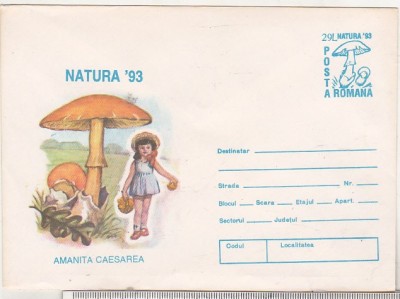 29L NATURA '93
POSTA ROMANA
NATURA '93
Destinatar
Strada Nr.
Blocul Scara Etajul Apart.
Sectorul Județul
Codul Localitatea
AMANITA CAESAREA